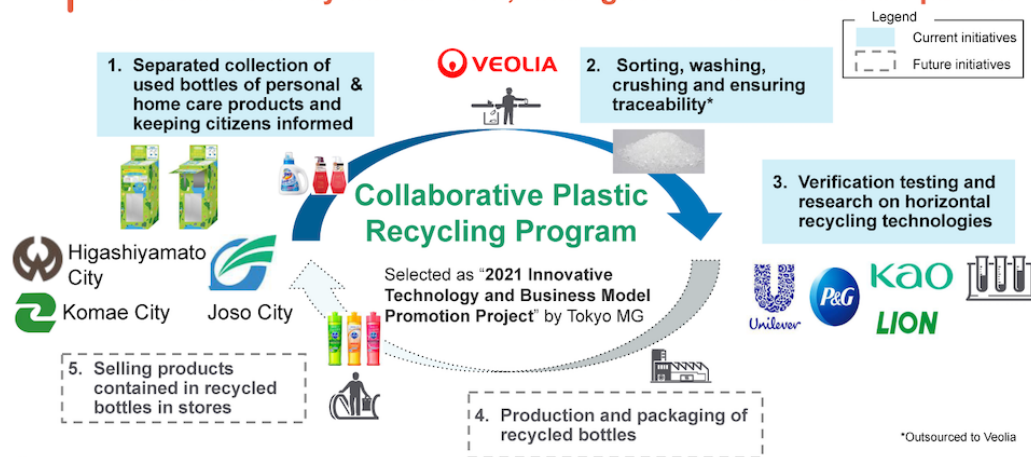 Legend
Current initiatives
Future initiatives
1. Separated collection of
used bottles of personal &
home care products and
keeping citizens informed
VEOLIA
2. Sorting, washing,
crushing and ensuring
traceability*
3. Verification testing and
research on horizontal
recycling technologies
Collaborative Plastic
Recycling Program
Selected as “2021 Innovative
Technology and Business Model
Promotion Project” by Tokyo MG
Higashiyamato
City
Komae City
Joso City
Unilever
P&G
Kao
LION
5. Selling products
contained in recycled
bottles in stores
4. Production and packaging of
recycled bottles
*Outsourced to Veolia